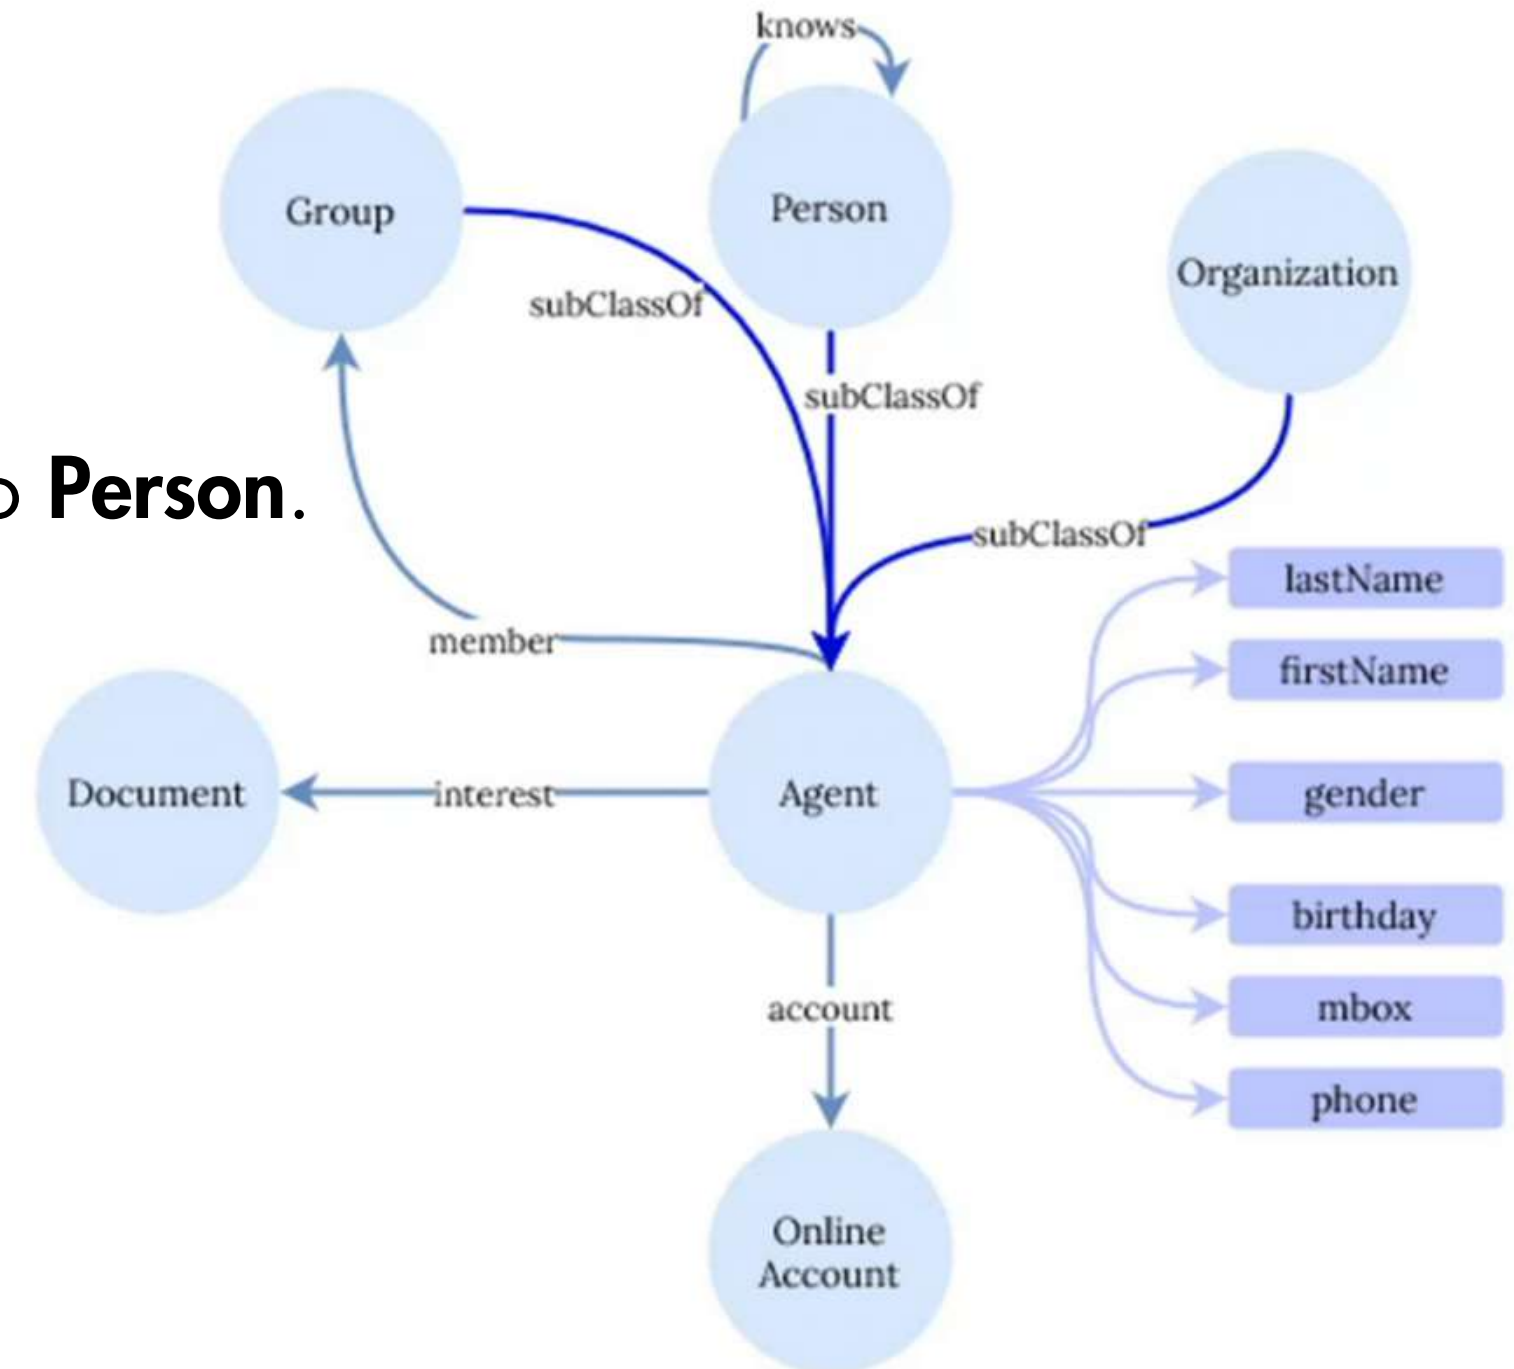 knows
Group
Person
Organization
subClassOf
subClassOf
Person.
subClassOf
lastName
member
firstName
Document
interest
Agent
gender
birthday
account
mbox
phone
Online
Account